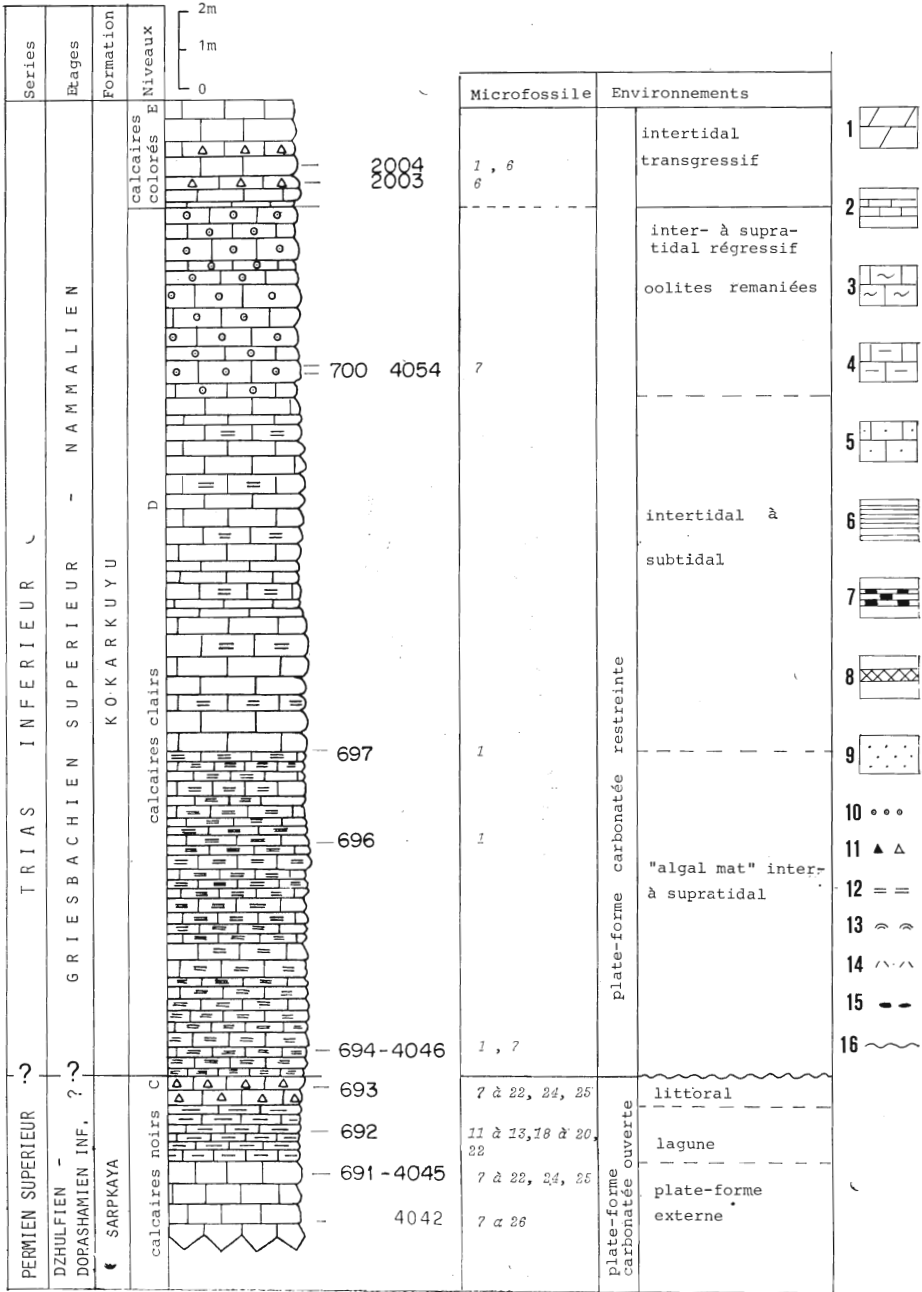 2m
1m
0
Series
Etages
Formation
Niveaux
Microfossile
Environnements
TRIAS INFERIEUR
GRIESBACHIEN SUPERIEUR - NAMMALIEN
KOKARKUYU
calcaires colorés E
D
calcaires clairs
2004
2003
700 4054
697
696
694-4046
693
692
691-4045
4042
1 , 6
6
7
1
1
1 , 7
7 à 22, 24, 25
11 à 13,18 à 20,
22
7 à 22, 24, 25
7 a 26
plate-forme carbonatée restreinte
intertidal
transgressif
inter- à supra-
tidal régressif
oolites remaniées
intertidal à
subtidal
"algal mat" inter-
à supratidal
? ?
PERMIEN SUPERIEUR
DZHULFIEN -
DORASHAMIEN INF. ?
SARPKAYA
calcaires noirs C
plate-forme
carbonatée ouverte
littoral
lagune
plate-forme
externe
1
2
3
4
5
6
7
8
9
10
11
12
13
14
15
16